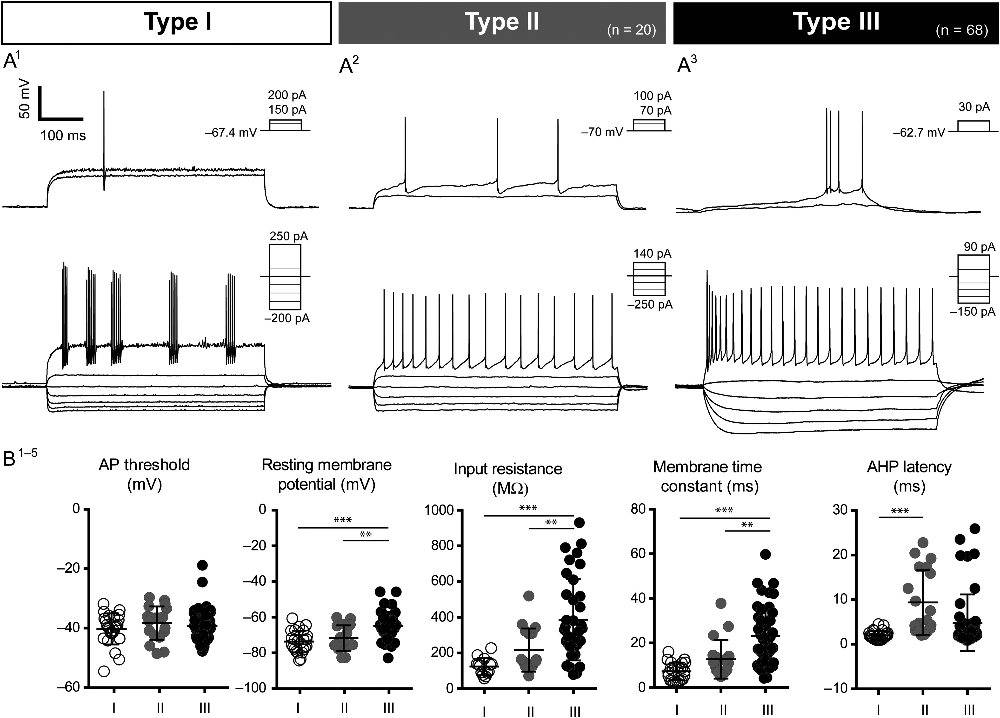 Type I
Type II (n = 20)
Type III (n = 68)
A1
A2
A3
50 mV
100 ms
200 pA
150 pA
–67.4 mV
100 pA
70 pA
–70 mV
30 pA
–62.7 mV
250 pA
–200 pA
140 pA
–250 pA
90 pA
–150 pA
B 1–5
AP threshold
(mV)
0
–20
–40
–60
I II III
Resting membrane
potential (mV)
0
–20
–40
–60
–80
–100
***
**
I II III
Input resistance
(MΩ)
1000
800
600
400
200
0
***
**
I II III
Membrane time
constant (ms)
80
60
40
20
0
***
**
I II III
AHP latency
(ms)
30
20
10
0
–10
***
I II III